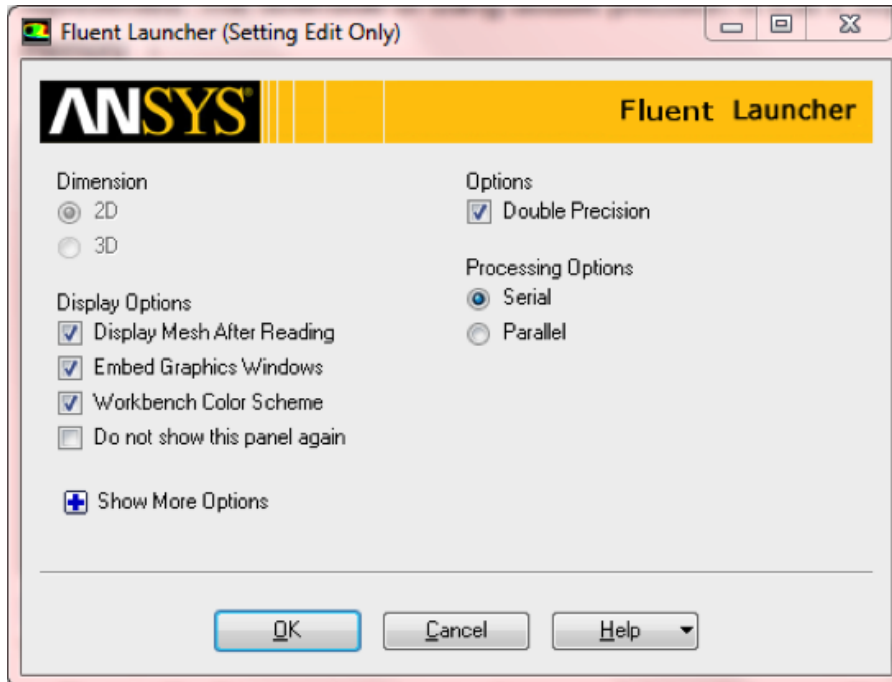 Fluent Launcher (Setting Edit Only)
ANSYS
Fluent Launcher
Dimension
2D
3D
Display Options
Display Mesh After Reading
Embed Graphics Windows
Workbench Color Scheme
Do not show this panel again
Show More Options
Options
Double Precision
Processing Options
Serial
Parallel
OK
Cancel
Help